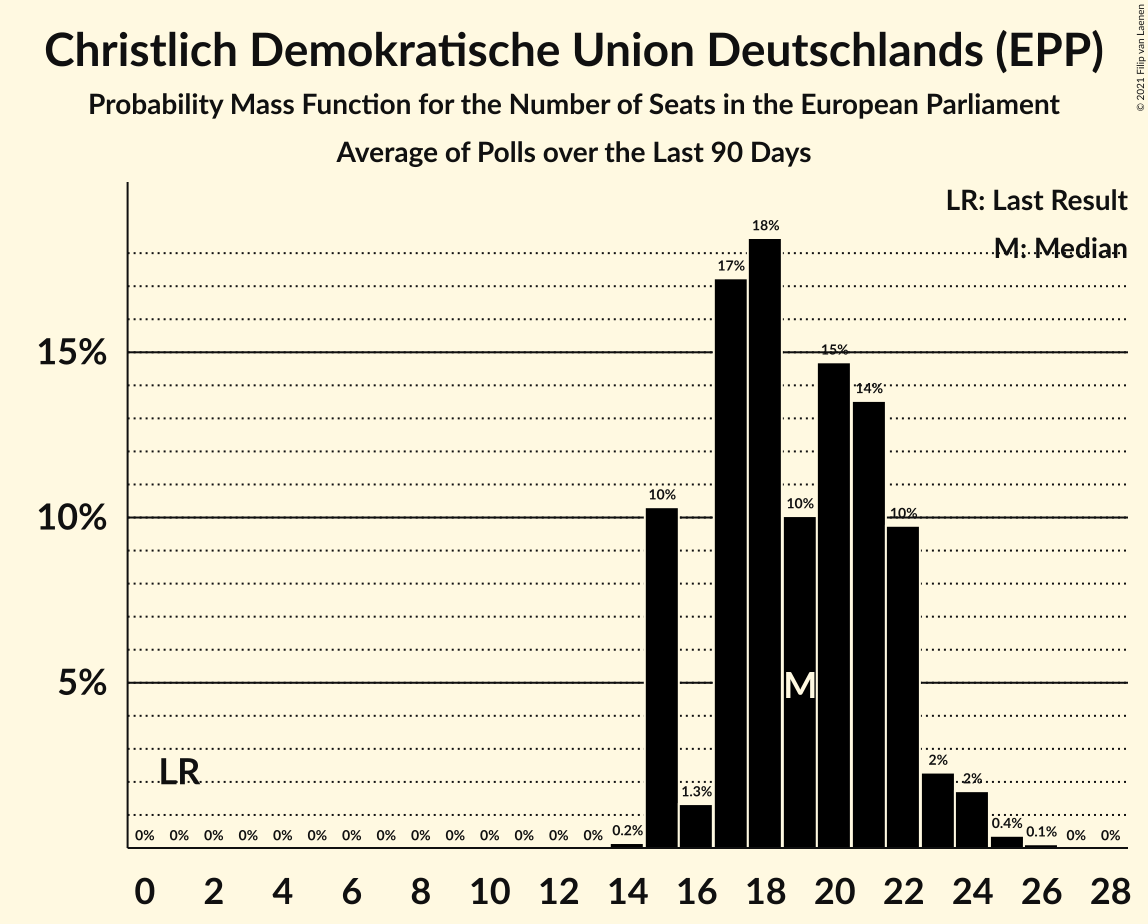 Christlich Demokratische Union Deutschlands (EPP)
Probability Mass Function for the Number of Seats in the European Parliament
Average of Polls over the Last 90 Days
© 2021 Filip van Laenen
LR: Last Result
M: Median
15%
10%
5%
LR
M
0% 0% 0% 0% 0% 0% 0% 0% 0% 0% 0% 0% 0% 0% 0.2% 10% 1.3% 17% 18% 10% 15% 14% 10% 2% 2% 0.4% 0.1% 0% 0%
0 2 4 6 8 10 12 14 16 18 20 22 24 26 28